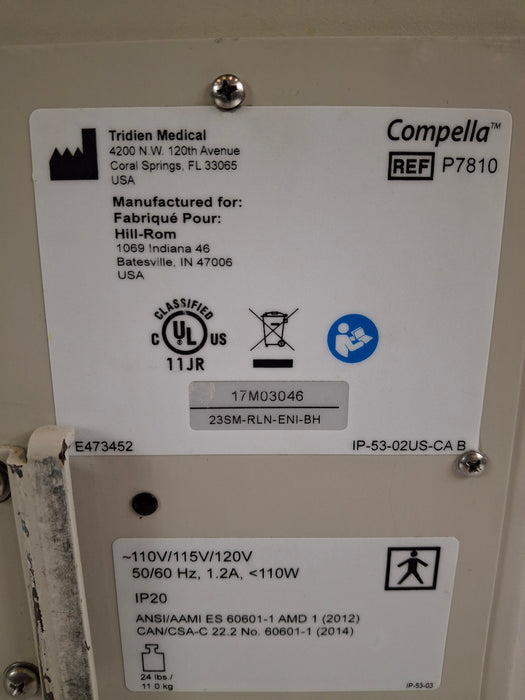 Tridien Medical
4200 N.W. 120th Avenue
Coral Springs, FL 33065
USA
Compella™
REF P7810
Manufactured for:
Fabriqué Pour:
Hill-Rom
1069 Indiana 46
Batesville, IN 47006
USA
CLASSIFIED
C UL US
11JR
17M03046
23SM-RLN-ENI-BH
E473452
IP-53-02US-CA B
~110V/115V/120V
50/60 Hz, 1.2A, <110W
IP20
ANSI/AAMI ES 60601-1 AMD 1 (2012)
CAN/CSA-C 22.2 No. 60601-1 (2014)
24 lbs./
11.0 kg
IP-53-03